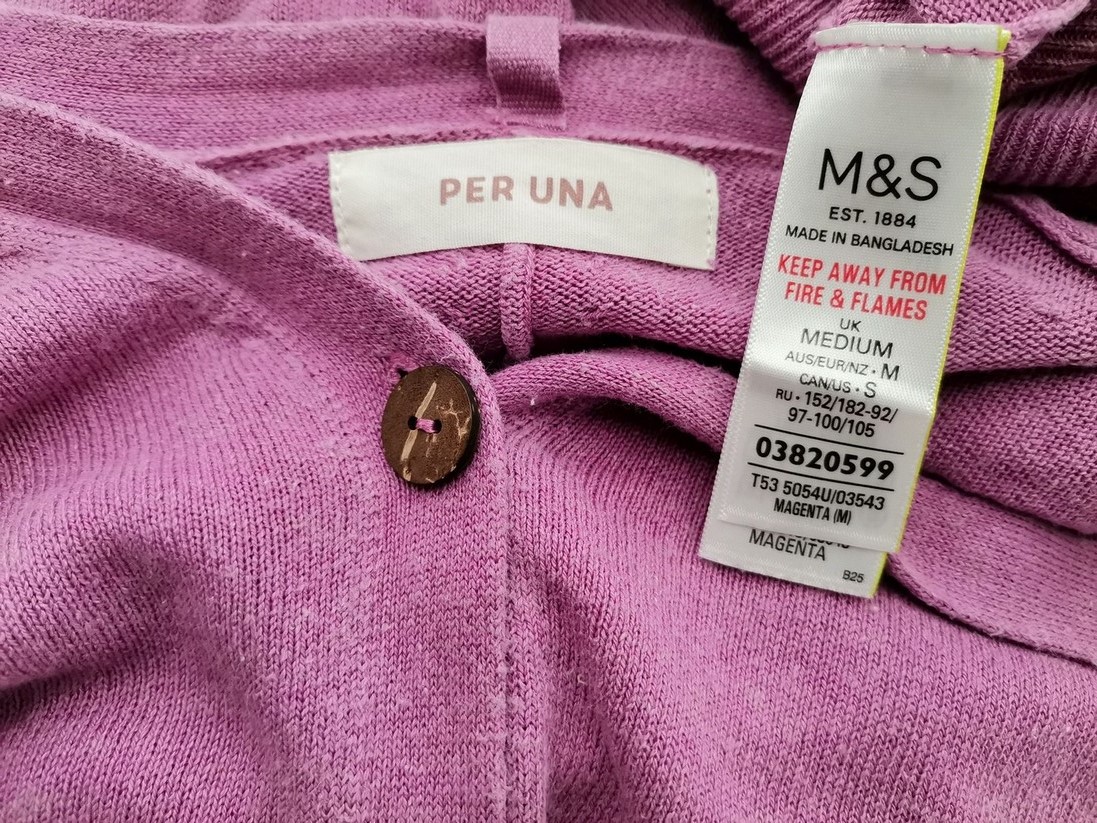 PER UNA
M&S
EST. 1884
MADE IN BANGLADESH
KEEP AWAY FROM
FIRE & FLAMES
UK
MEDIUM
AUS/EUR/NZ • M
CAN/US • S
RU • 152/182-92/
97-100/105
03820599
T53 5054U/03543
MAGENTA (M)
MAGENTA
B25